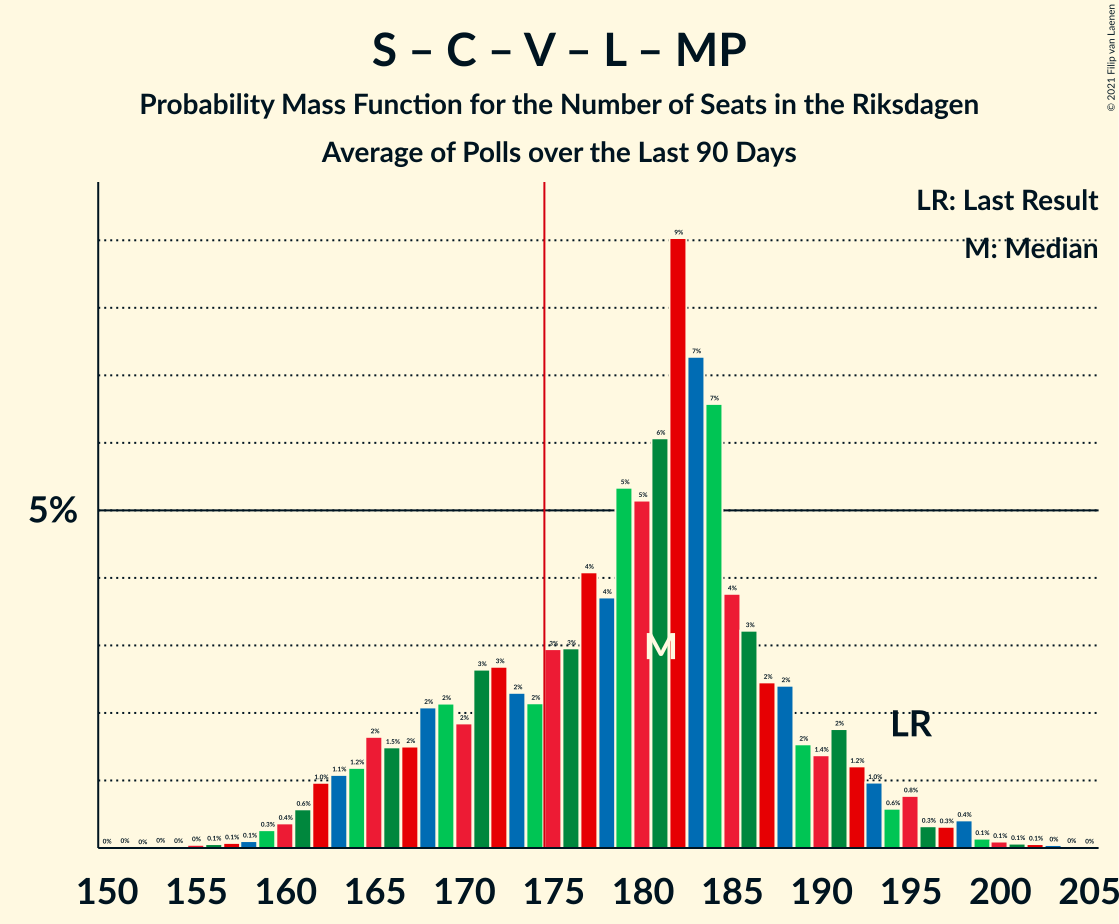 S – C – V – L – MP
Probability Mass Function for the Number of Seats in the Riksdagen
Average of Polls over the Last 90 Days
© 2021 Filip van Laenen
LR: Last Result
M: Median
5%
0% 0% 0% 0% 0% 0% 0.1% 0.1% 0.1% 0.3% 0.4% 0.6% 1.0% 1.1% 1.2% 2% 1.5% 2% 2% 2% 2% 3% 3% 2% 2% 3% 3% 4% 4% 5% 5% 6% 9% 7% 7% 4% 3% 2% 2% 2% 1.4% 2% 1.2% 1.0% 0.6% 0.8% 0.3% 0.3% 0.4% 0.1% 0.1% 0.1% 0.1% 0% 0% 0%
M
LR
150 155 160 165 170 175 180 185 190 195 200 205